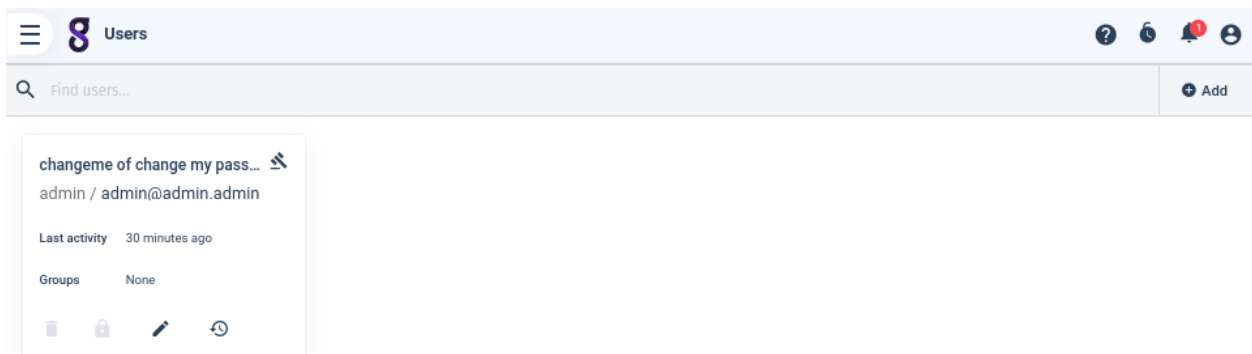 Users
1
Find users...
Add
changeme of change my pass...
admin / admin@admin.admin
Last activity 30 minutes ago
Groups None